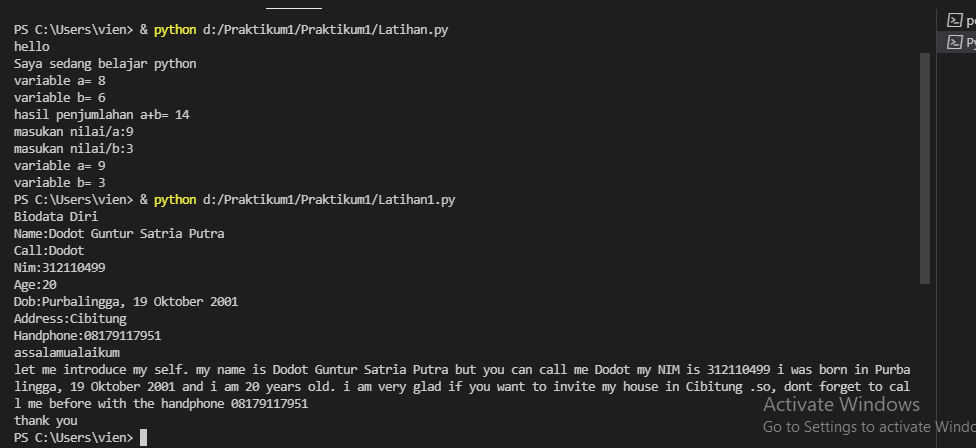 PS C:\Users\vien> & python d:/Praktikum1/Praktikum1/Latihan.py
hello
Saya sedang belajar python
variable a= 8
variable b= 6
hasil penjumlahan a+b= 14
masukan nilai/a:9
masukan nilai/b:3
variable a= 9
variable b= 3
PS C:\Users\vien> & python d:/Praktikum1/Praktikum1/Latihan1.py
Biodata Diri
Name:Dodot Guntur Satria Putra
Call:Dodot
Nim:312110499
Age:20
Dob:Purbalingga, 19 Oktober 2001
Address:Cibitung
Handphone:08179117951
assalamualaikum
let me introduce my self. my name is Dodot Guntur Satria Putra but you can call me Dodot my NIM is 312110499 i was born in Purba
lingga, 19 Oktober 2001 and i am 20 years old. i am very glad if you want to invite my house in Cibitung .so, dont forget to cal
l me before with the handphone 08179117951
thank you
PS C:\Users\vien>
Activate Windows
Go to Settings to activate Windo